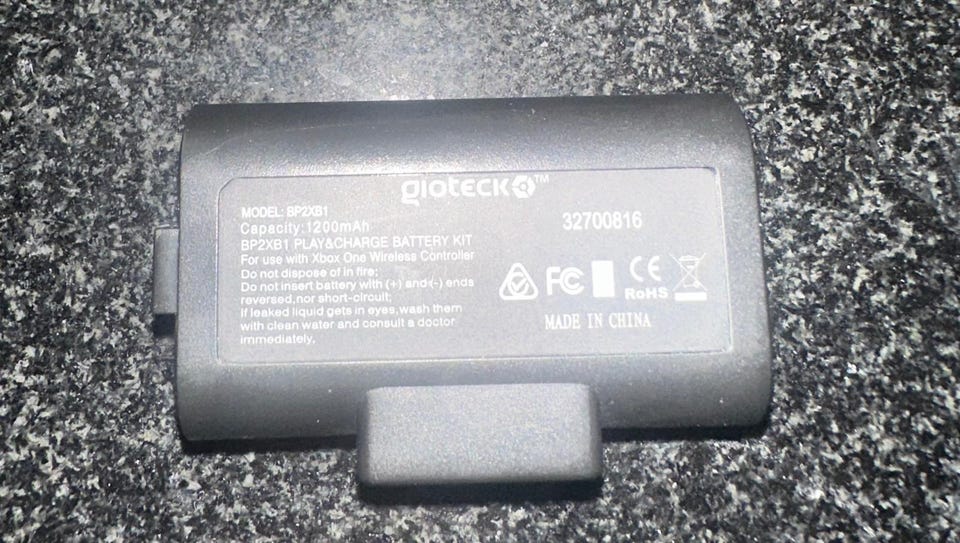 gioteck™
MODEL: BP2XB1
Capacity:1200mAh
BP2XB1 PLAY&CHARGE BATTERY KIT
For use with Xbox One Wireless Controller
Do not dispose of in fire;
Do not insert battery with (+) and(-) ends
reversed,nor short-circuit;
If leaked liquid gets in eyes,wash them
with clean water and consult a doctor
immediately.
32700816
FC CE
RoHS
MADE IN CHINA